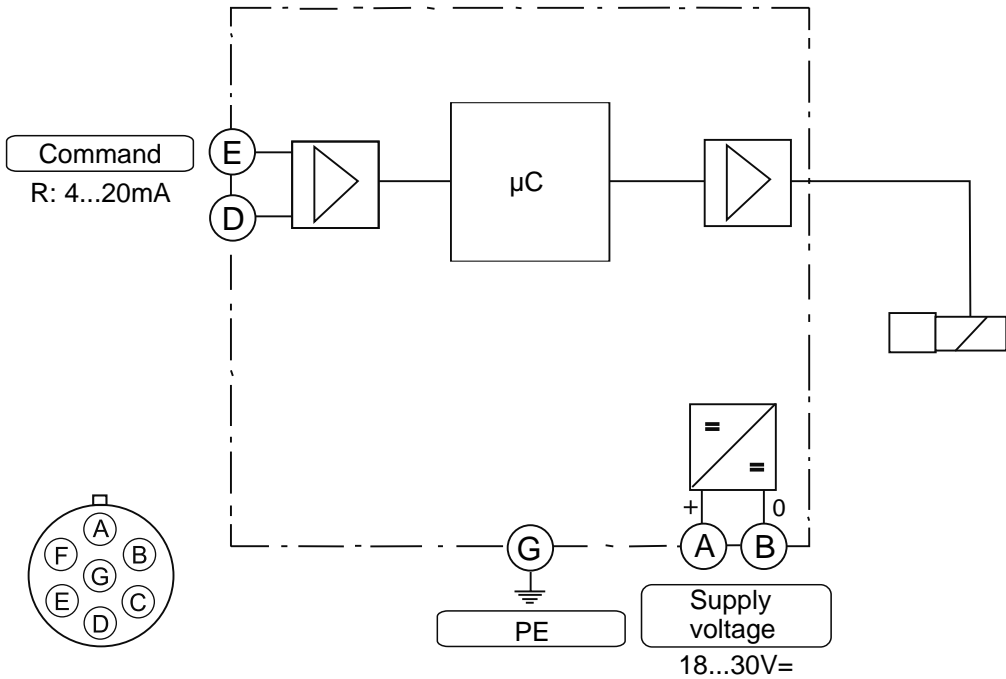 Command
R: 4...20mA
E
D
µC
=
=
+
0
G
A
B
PE
Supply
voltage
18...30V=
A
F
B
G
E
C
D